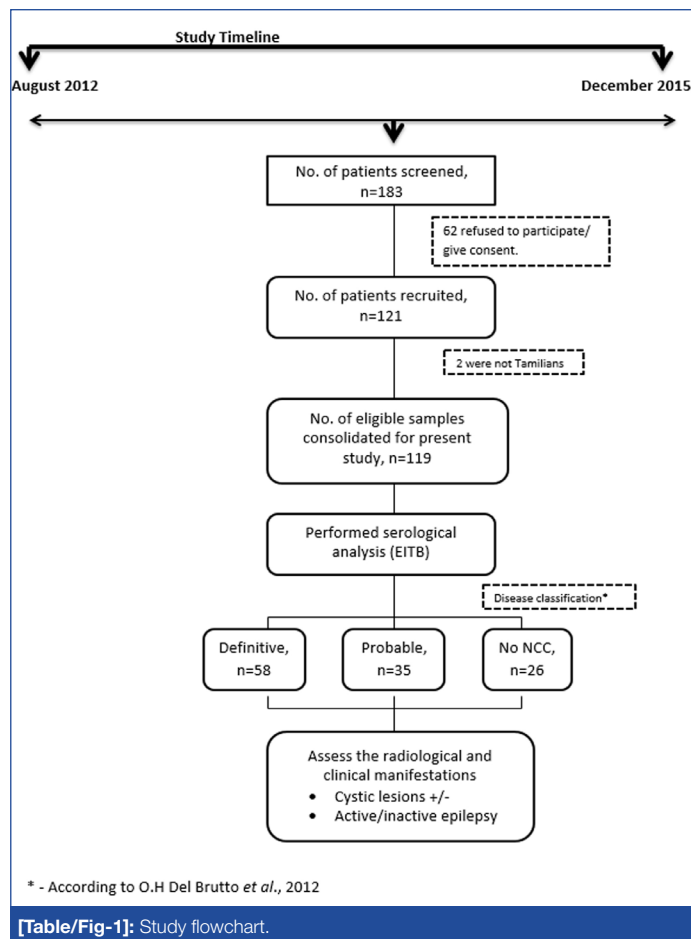 Study Timeline
August 2012
December 2015
No. of patients screened,
n=183
62 refused to participate/
give consent.
No. of patients recruited,
n=121
2 were not Tamilians
No. of eligible samples
consolidated for present
study, n=119
Performed serological
analysis (EITB)
Disease classification*
Definitive,
n=58
Probable,
n=35
No NCC,
n=26
Assess the radiological and
clinical manifestations
• Cystic lesions +/-
• Active/inactive epilepsy
* - According to O.H Del Brutto et al., 2012
[Table/Fig-1]: Study flowchart.